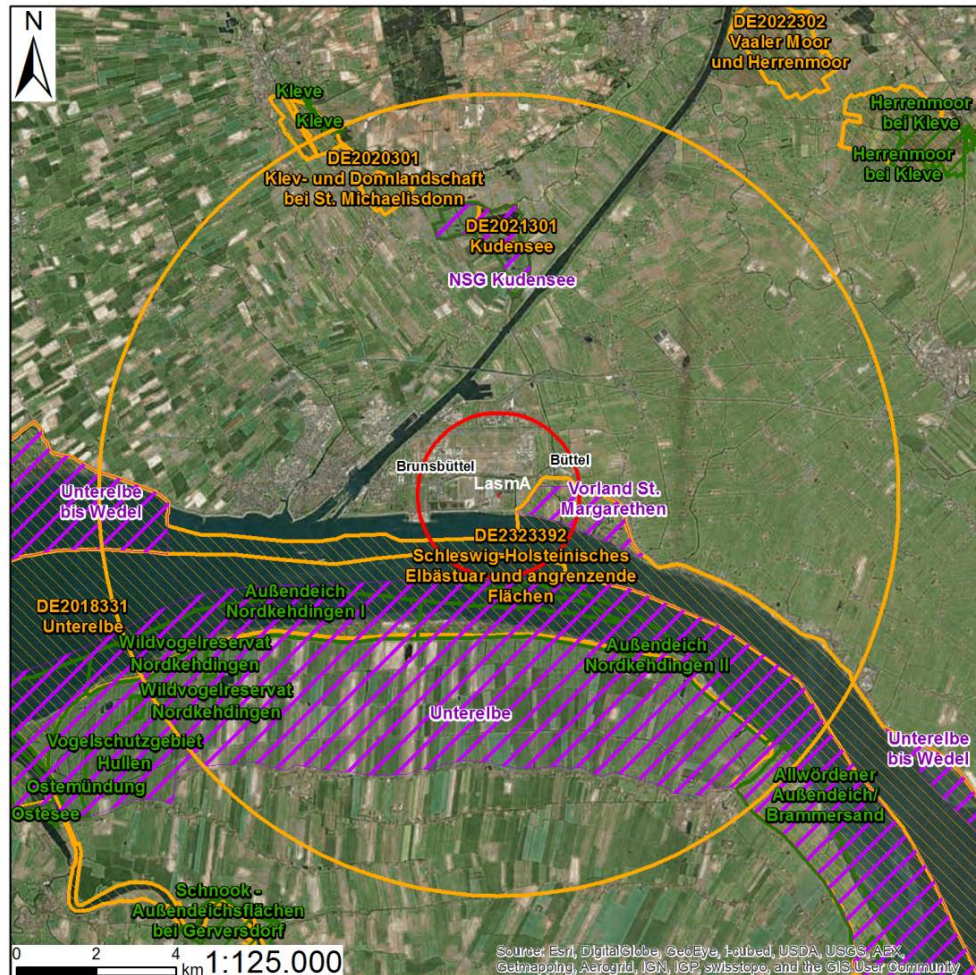 N
DE2022302
Vaaler Moor
und Herrenmoor
Kleve
Kleve
Herrenmoor
bei Kleve
Herrenmoor
bei Kleve
DE2020301
Klev- und Donnlandschaft
bei St. Michaelisdonn
DE2021301
Kudensee
NSG Kudensee
Brunsbüttel
Büttel
LasmA
Unterelbe
bis Wedel
Vorland St.
Margarethen
DE2323392
Schleswig-Holsteinisches
Elbästuar und angrenzende
Flächen
DE2018331
Unterelbe
Außendeich
Nordkehdingen I
Wildvogelreservat
Nordkehdingen
Außendeich
Nordkehdingen II
Wildvogelreservat
Nordkehdingen
Unterelbe
Vogelschutzgebiet
Hullen
Unterelbe
bis Wedel
Ostemündung
Ostesee
Allwördener
Außendeich/
Brammersand
Schnook -
Außendeichsflächen
bei Gerversdorf
0 2 4
km 1:125.000
Source: Esri, DigitalGlobe, GeoEye, i-cubed, USDA, USGS, AEX,
Getmapping, Aerogrid, IGN, IGP, swisstopo, and the GIS User Community